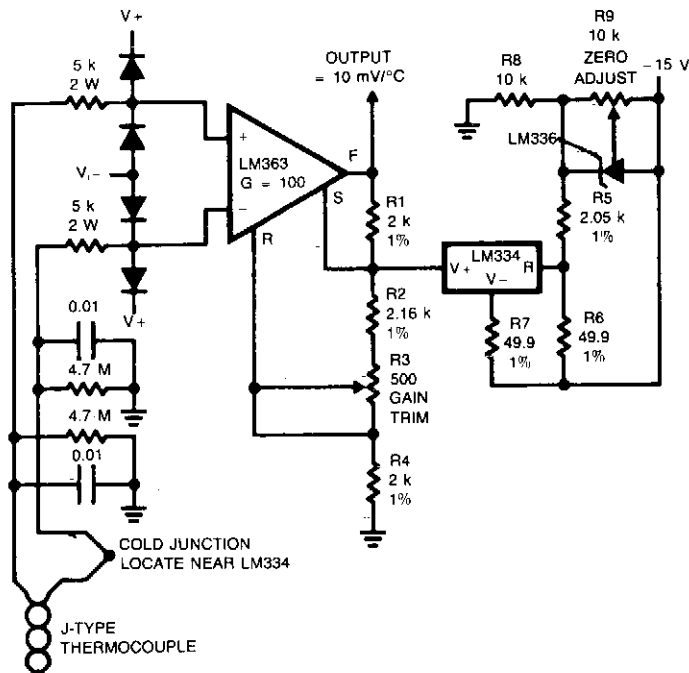 V+
5 k
2 W
V–
5 k
2 W
V+
0.01
4.7 M
4.7 M
0.01
COLD JUNCTION
LOCATE NEAR LM334
J-TYPE
THERMOCOUPLE
OUTPUT
= 10 mV/°C
+
LM363
G = 100
–
F
S
R
R1
2 k
1%
R2
2.16 k
1%
R3
500
GAIN
TRIM
R4
2 k
1%
R8
10 k
R9
10 k
ZERO
ADJUST
−15 V
LM336
R5
2.05 k
1%
LM334
V+
V–
R
R7
49.9
1%
R6
49.9
1%